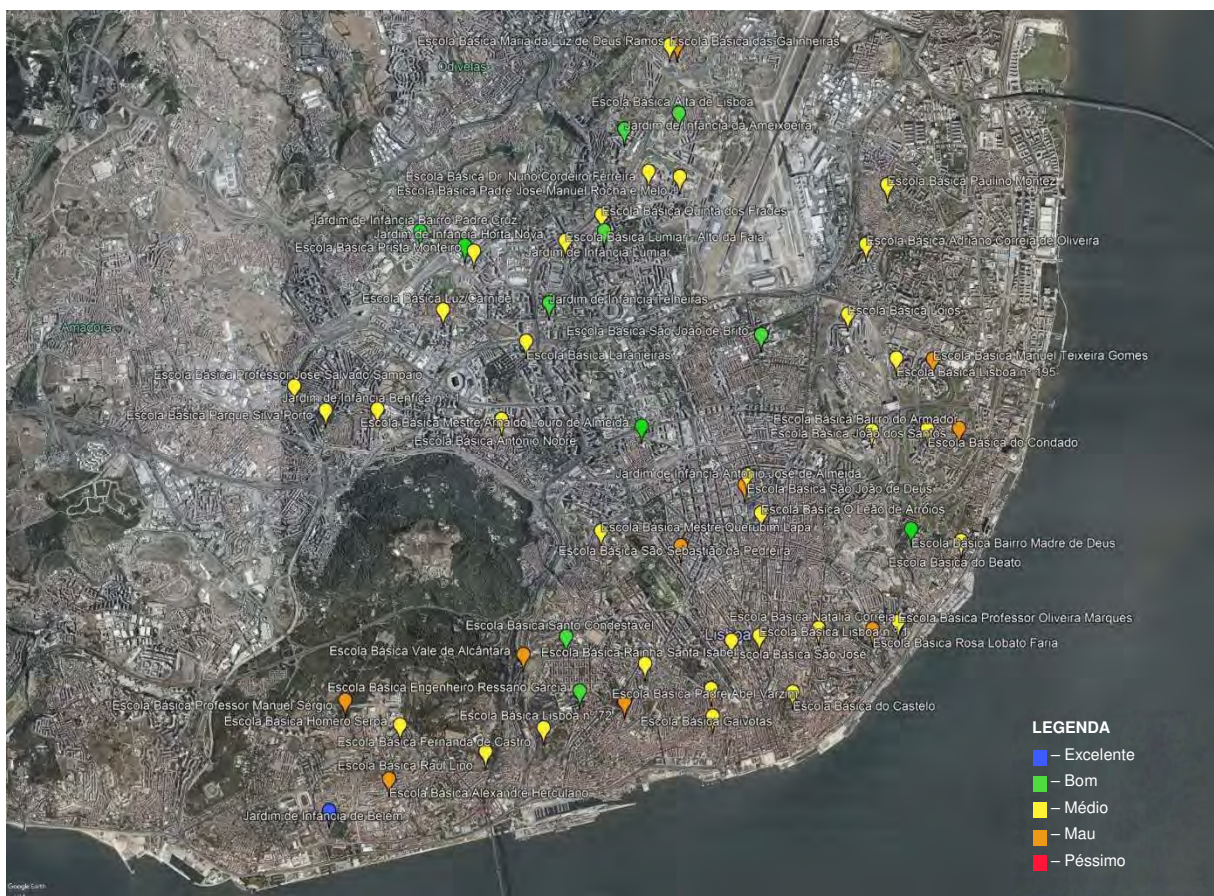 Escola Básica Maria da Luz de Deus Ramos
Escola Básica das Galinheiras
Odivelas
Escola Básica Alta de Lisboa
Jardim de Infância da Ameixoeira
Escola Básica Dr. Nuno Cordeiro Ferreira
Escola Básica Paulino Montez
Escola Básica Padre José Manuel Rocha e Melo
Escola Básica Quinta dos Frades
Jardim de Infância Bairro Padre Cruz
Jardim de Infância Horta Nova
Escola Básica Lumiar - Alto da Faia
Escola Básica Adriano Correia de Oliveira
Escola Básica Prista Monteiro
Jardim de Infância Lumiar
Escola Básica Luz/Carnide
Jardim de Infância Telheiras
Escola Básica Lóios
Amadora
Escola Básica São João de Brito
Escola Básica Laranjeiras
Escola Básica Manuel Teixeira Gomes
Escola Básica Lisboa nº 195
Escola Básica Professor José Salvado Sampaio
Jardim de Infância Benfica nº 1
Escola Básica Parque Silva Porto
Escola Básica Mestre Arnaldo Louro de Almeida
Escola Básica Bairro do Armador
Escola Básica João dos Santos
Escola Básica António Nobre
Escola Básica do Condado
Jardim de Infância António José de Almeida
Escola Básica São João de Deus
Escola Básica O Leão de Arroios
Escola Básica Mestre Querubim Lapa
Escola Básica Bairro Madre de Deus
Escola Básica São Sebastião da Pedreira
Escola Básica do Beato
Escola Básica Natália Correia
Escola Básica Professor Oliveira Marques
Escola Básica Santo Condestável
Lisboa
Escola Básica Lisboa nº 1
Escola Básica Rosa Lobato Faria
Escola Básica Vale de Alcântara
Escola Básica Rainha Santa Isabel
Escola Básica São José
Escola Básica Engenheiro Ressano Garcia
Escola Básica Padre Abel Varzim
Escola Básica Professor Manuel Sérgio
Escola Básica do Castelo
Escola Básica Homero Serpa
Escola Básica Lisboa nº 72
Escola Básica Gaivotas
Escola Básica Fernanda de Castro
Escola Básica Raul Lino
Escola Básica Alexandre Herculano
Jardim de Infância de Belém
LEGENDA
– Excelente
– Bom
– Médio
– Mau
– Péssimo
Google Earth